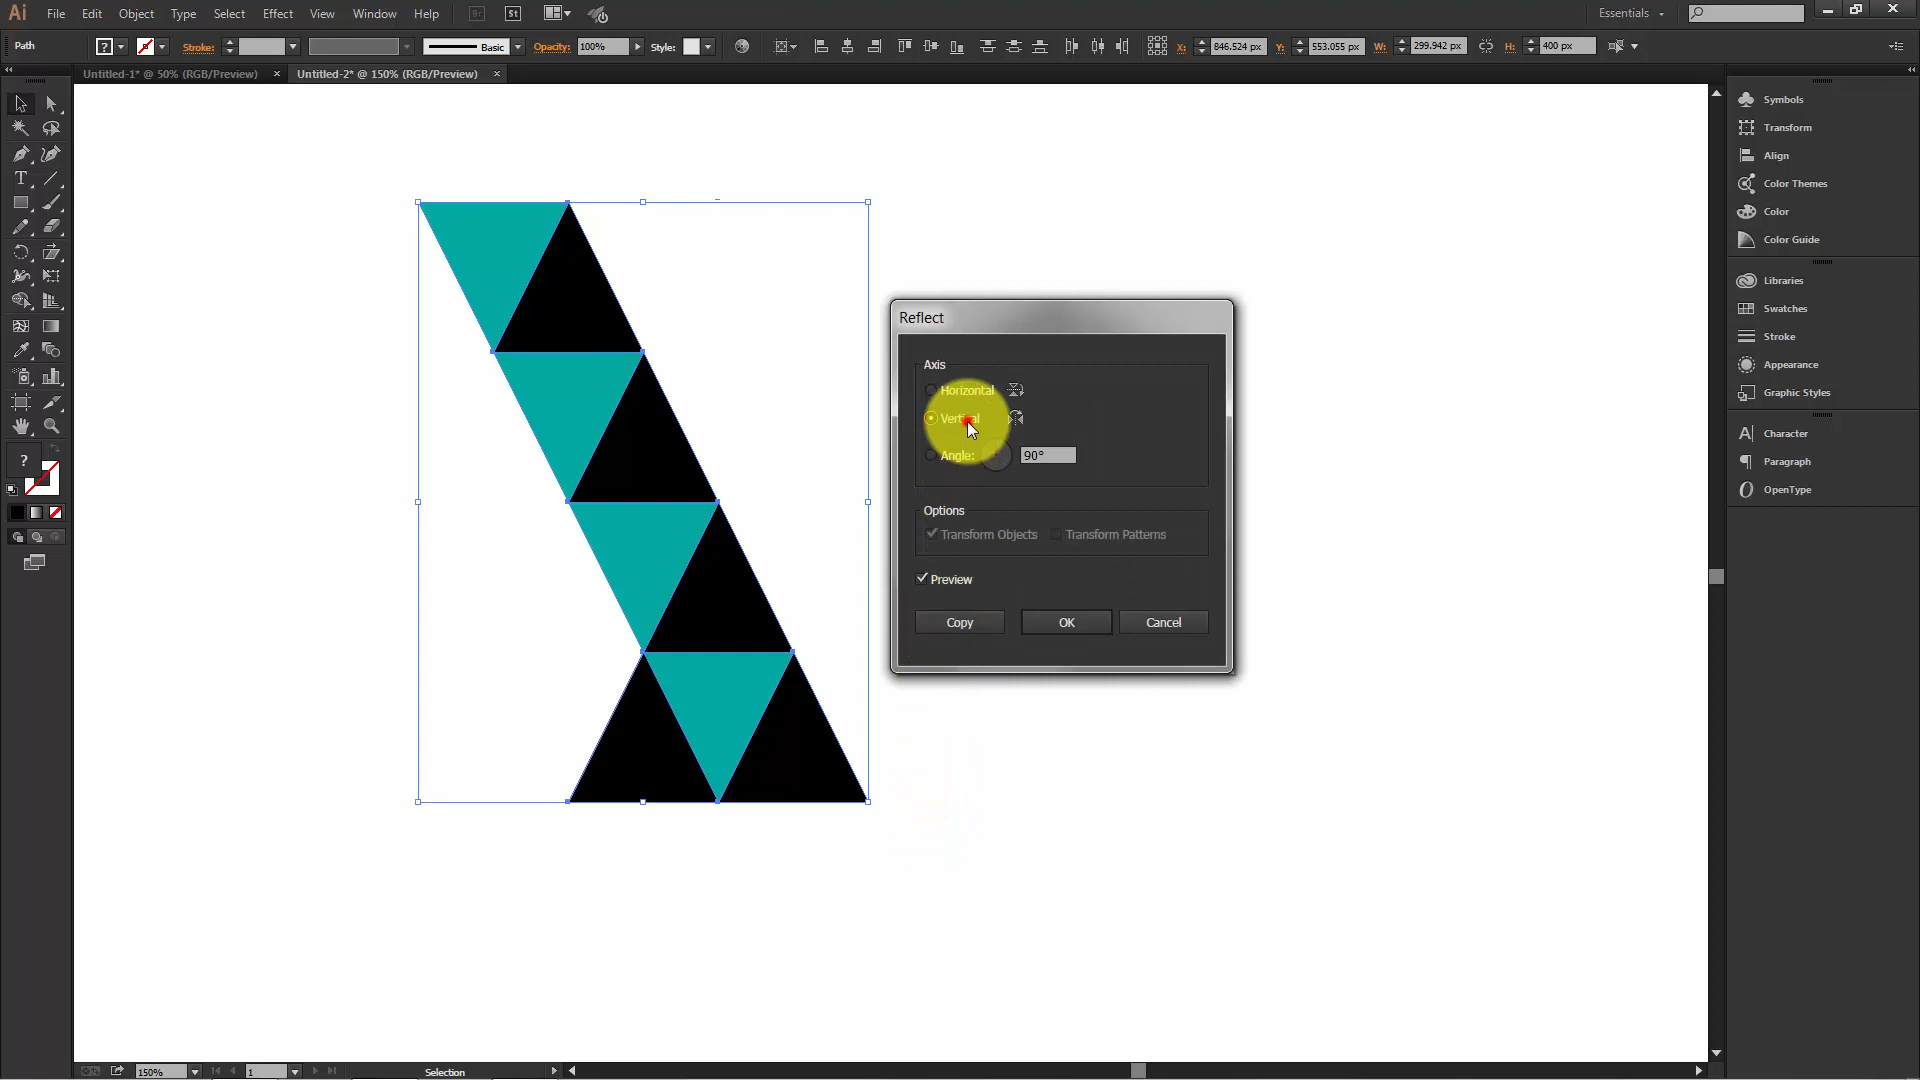 Ai File Edit Object Type Select Effect View Window Help Br St Essentials
Path ? Stroke: Basic Opacity: 100% Style: X: 846.524 px Y: 553.055 px W: 299.942 px H: 400 px
Untitled-1* @ 50% (RGB/Preview) × Untitled-2* @ 150% (RGB/Preview) ×
Symbols
Transform
Align
Color Themes
Color
Color Guide
Libraries
Swatches
Stroke
Appearance
Graphic Styles
Character
Paragraph
OpenType
T
?
Reflect
Axis
Horizontal
Vertical
Angle: 90°
Options
Transform Objects Transform Patterns
Preview
Copy OK Cancel
150% 1 Selection